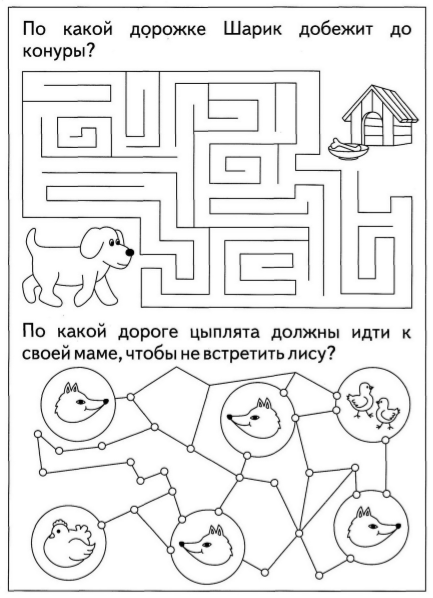 По какой дорожке Шарик добежит до
конуры?
По какой дороге цыплята должны идти к
своей маме, чтобы не встретить лису?